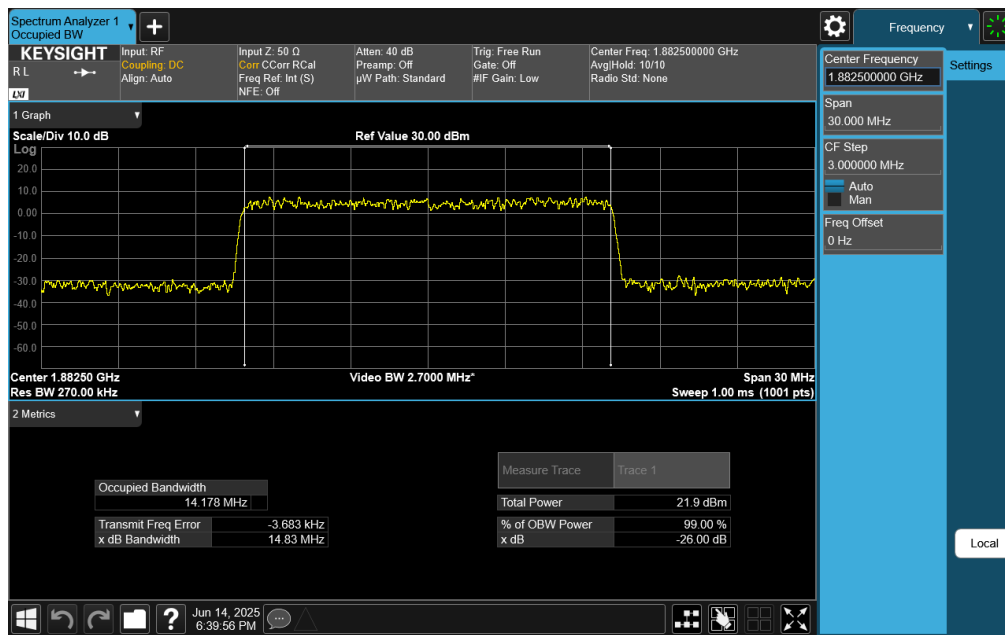 Spectrum Analyzer 1
Occupied BW
Frequency
KEYSIGHT
R L
LXI
Input: RF
Coupling: DC
Align: Auto
Input Z: 50 Ω
Corr CCorr RCal
Freq Ref: Int (S)
NFE: Off
Atten: 40 dB
Preamp: Off
µW Path: Standard
Trig: Free Run
Gate: Off
#IF Gain: Low
Center Freq: 1.882500000 GHz
Avg|Hold: 10/10
Radio Std: None
Center Frequency
1.882500000 GHz
Settings
Span
30.000 MHz
CF Step
3.000000 MHz
Auto
Man
Freq Offset
0 Hz
1 Graph
Scale/Div 10.0 dB
Ref Value 30.00 dBm
Log
20.0
10.0
0.00
-10.0
-20.0
-30.0
-40.0
-50.0
-60.0
Center 1.88250 GHz
Video BW 2.7000 MHz*
Span 30 MHz
Res BW 270.00 kHz
Sweep 1.00 ms (1001 pts)
2 Metrics
Measure Trace
Trace 1
Occupied Bandwidth
14.178 MHz
Total Power
21.9 dBm
Transmit Freq Error
-3.683 kHz
% of OBW Power
99.00 %
x dB Bandwidth
14.83 MHz
x dB
-26.00 dB
Local
Jun 14, 2025
6:39:56 PM